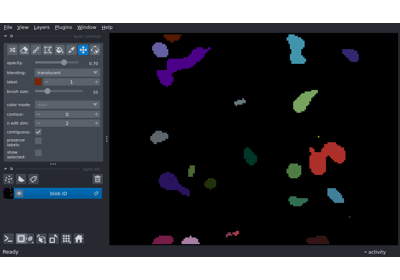 File View Layers Plugins Window Help
opacity: 0.70
blending: translucent
label: 1
brush size: 10
color mode:
contour: 0
n edit dim: 2
contiguous:
preserve labels:
show selected:
blob ID
Ready
activity